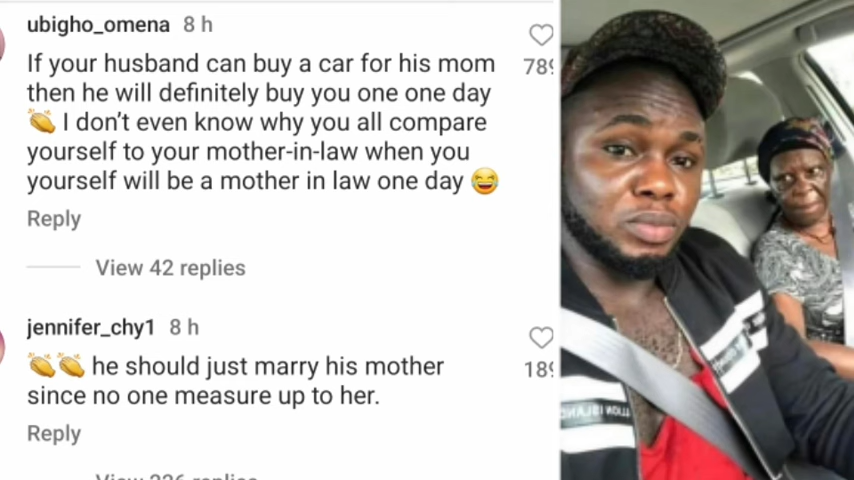 ubigho_omena 8 h
If your husband can buy a car for his mom 789
then he will definitely buy you one one day
👏 I don't even know why you all compare
yourself to your mother-in-law when you
yourself will be a mother in law one day 😂
Reply
View 42 replies
jennifer_chy1 8 h
👏👏 he should just marry his mother 189
since no one measure up to her.
Reply